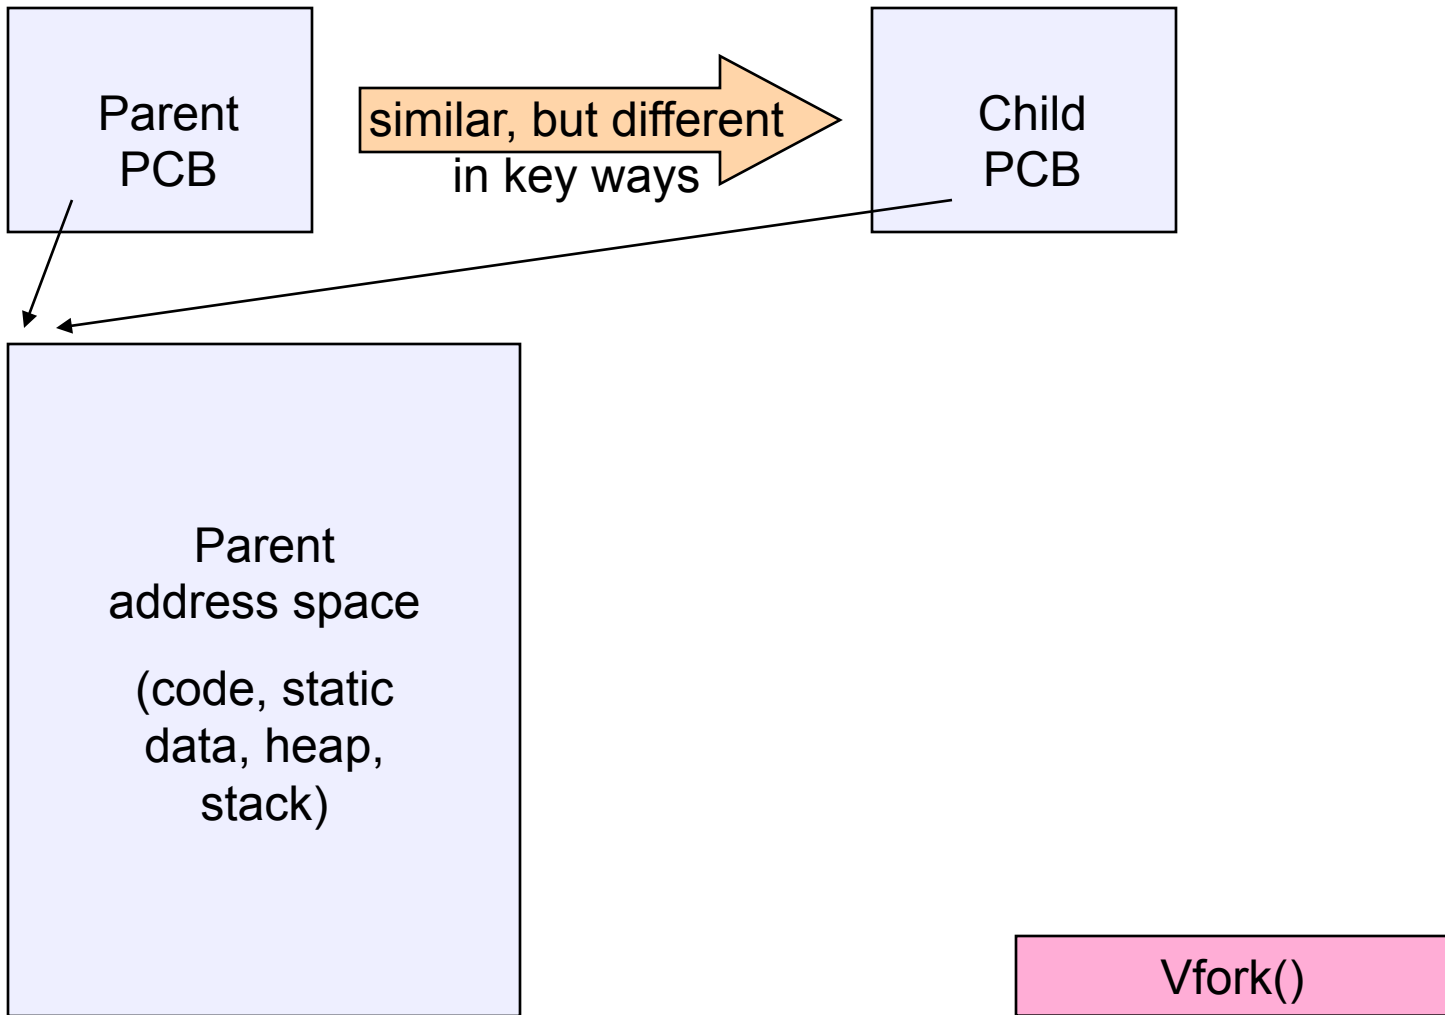 Parent
PCB
similar, but different
in key ways
Child
PCB
Parent
address space
(code, static
data, heap,
stack)
Vfork()